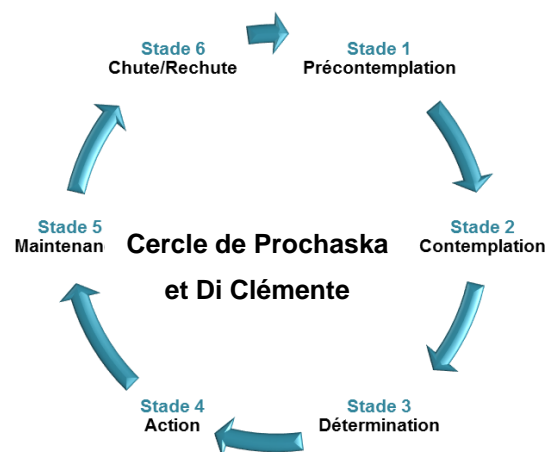 Stade 6
Chute/Rechute
Stade 1
Précontemplation
Stade 2
Contemplation
Stade 3
Détermination
Stade 4
Action
Stade 5
Maintenan
Cercle de Prochaska
et Di Clémente